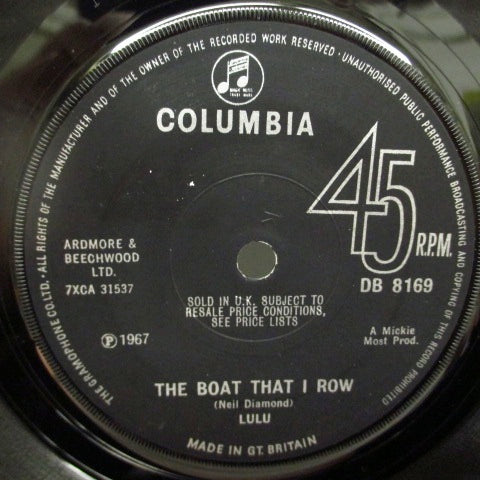 THE GRAMOPHONE CO.LTD. · ALL RIGHTS OF THE MANUFACTURER AND OF THE OWNER OF THE RECORDED WORK RESERVED · UNAUTHORISED PUBLIC PERFORMANCE BROADCASTING AND COPYING OF THIS RECORD PROHIBITED
COLUMBIA
45
R.P.M.
ARDMORE &
BEECHWOOD
LTD.
7XCA 31537
DB 8169
SOLD IN U.K. SUBJECT TO
RESALE PRICE CONDITIONS,
SEE PRICE LISTS
Ⓟ 1967
A Mickie
Most Prod.
THE BOAT THAT I ROW
(Neil Diamond)
LULU
MADE IN GT. BRITAIN